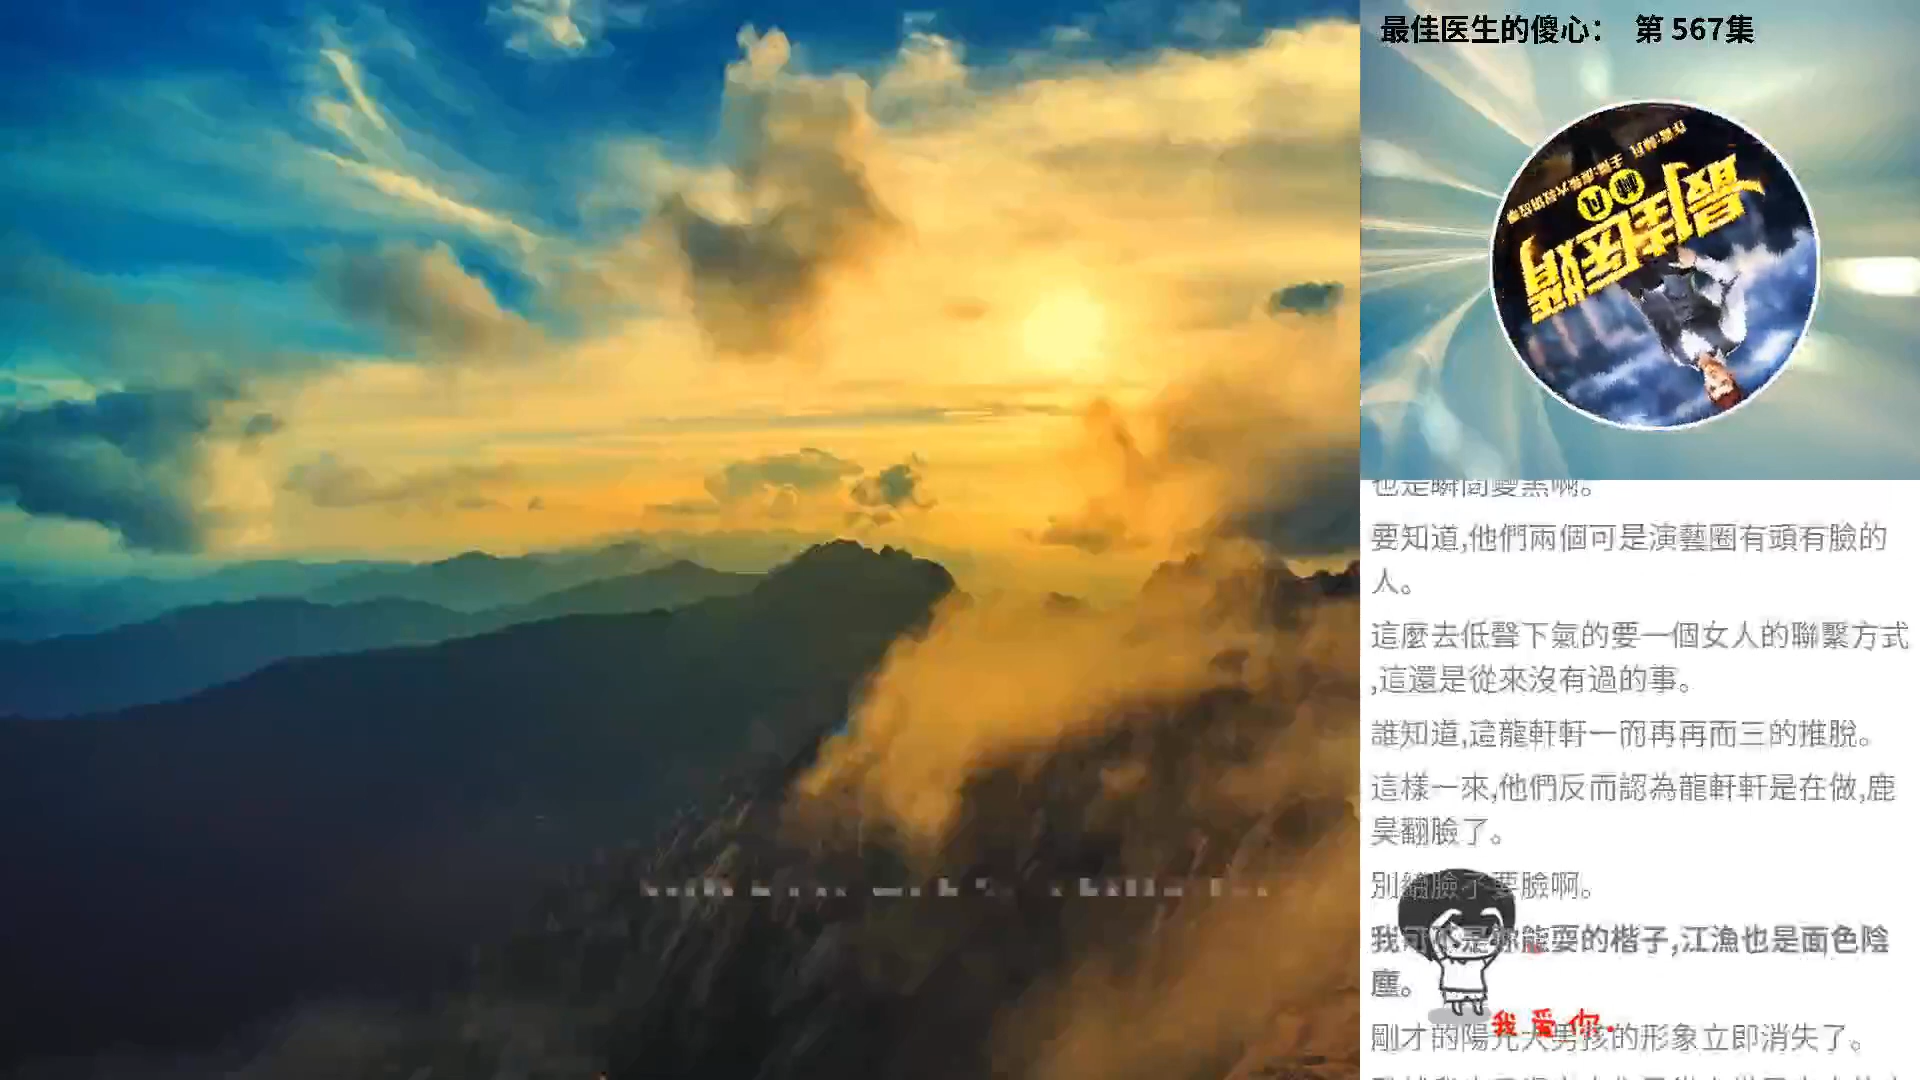 最佳医生的傻心： 第 567集
最佳医婿
要知道,他們兩個可是演藝圈有頭有臉的
人。
這麼去低聲下氣的要一個女人的聯繫方式
,這還是從來沒有過的事。
誰知道,這龍軒軒一而再再而三的推脫。
這樣一來,他們反而認為龍軒軒是在做,鹿
昊翻臉了。
別給臉不要臉啊。
我可不是你能耍的楷子,江漁也是面色陰
塵。
我爱你.
剛才的陽光大男孩的形象立即消失了。